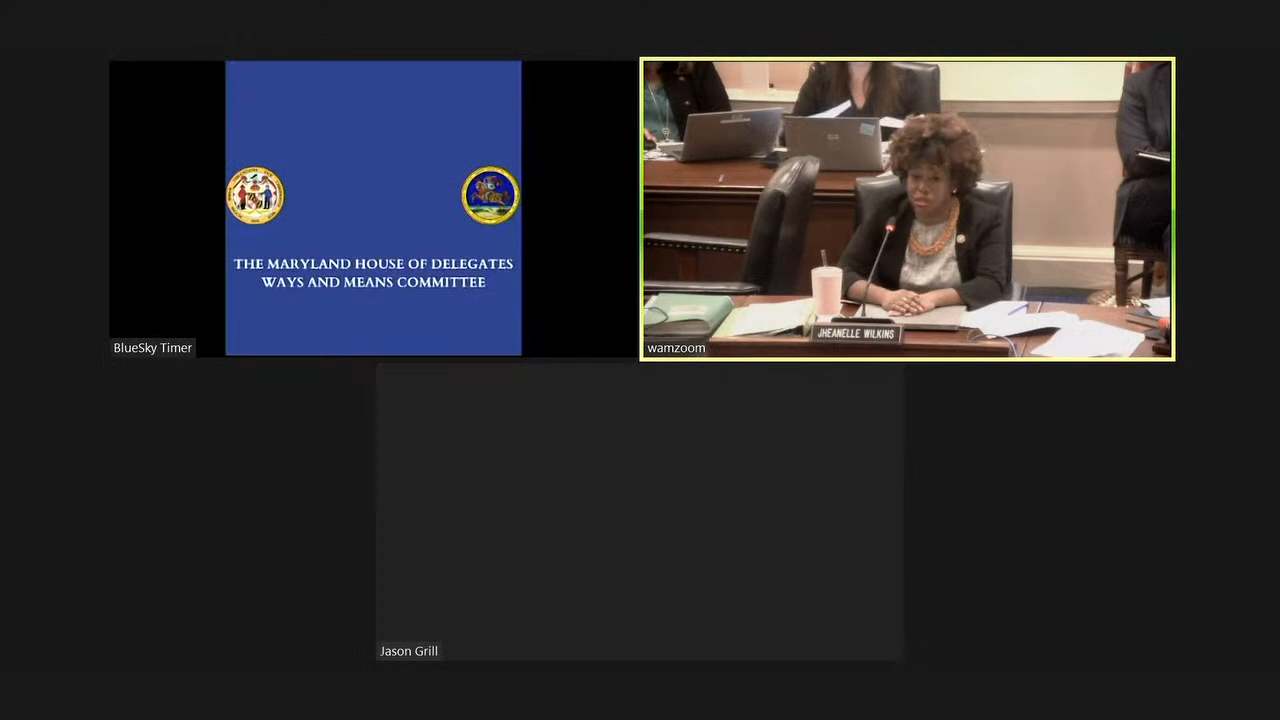 THE MARYLAND HOUSE OF DELEGATES
WAYS AND MEANS COMMITTEE
BlueSky Timer
JHEANELLE WILKINS
wamzoom
Jason Grill